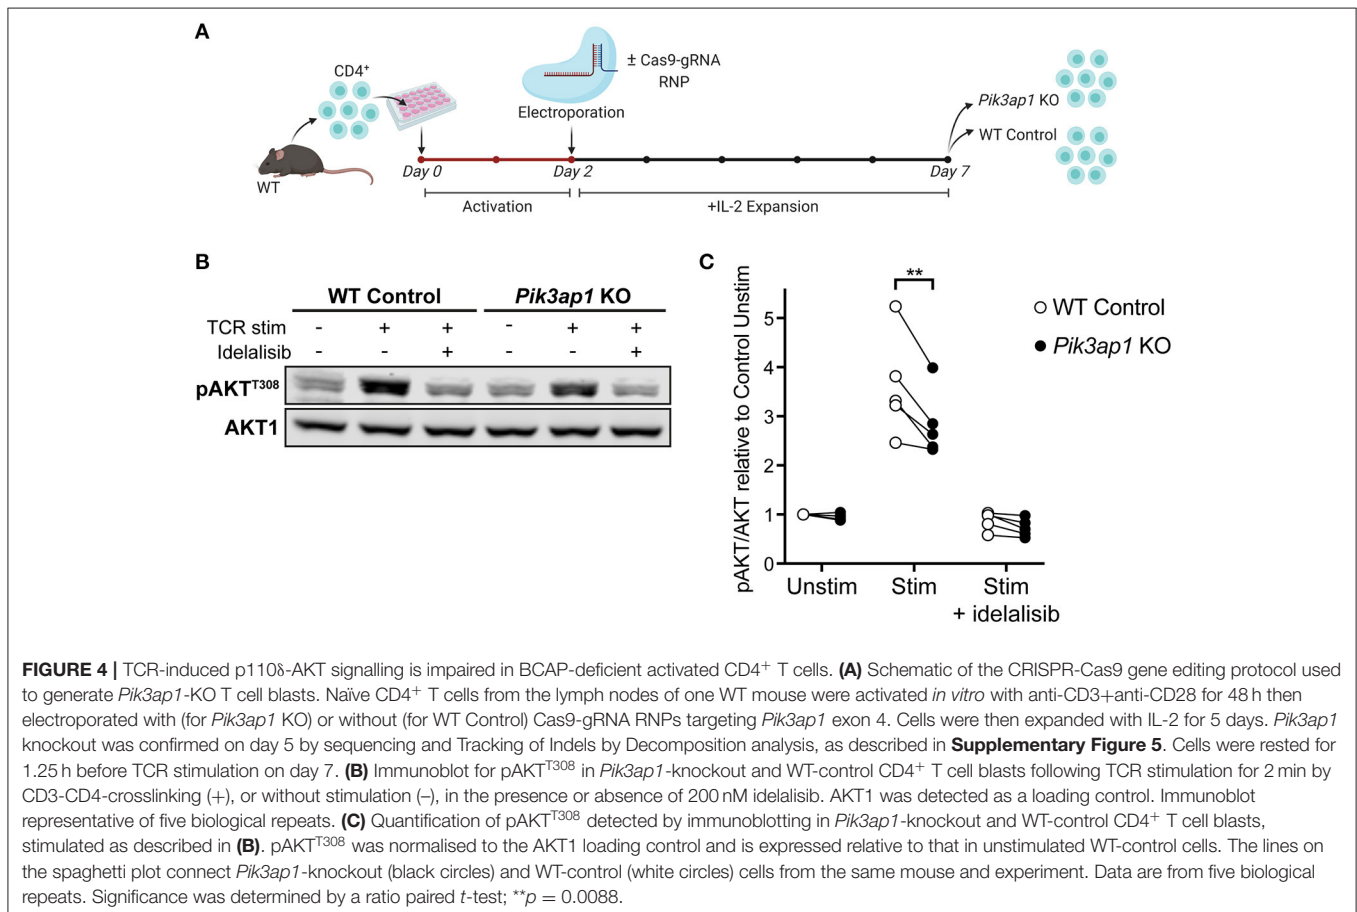 A
CD4⁺
± Cas9-gRNA
RNP
Electroporation
Pik3ap1 KO
WT Control
WT
Day 0
Day 2
Day 7
Activation
+IL-2 Expansion
B
WT Control Pik3ap1 KO
TCR stim - + + - + +
Idelalisib - - + - - +
pAKTᵀ³⁰⁸
AKT1
C
pAKT/AKT relative to Control Unstim
**
WT Control
Pik3ap1 KO
5
4
3
2
1
0
Unstim Stim Stim
+ idelalisib
FIGURE 4 | TCR-induced p110δ-AKT signalling is impaired in BCAP-deficient activated CD4⁺ T cells. (A) Schematic of the CRISPR-Cas9 gene editing protocol used
to generate Pik3ap1-KO T cell blasts. Naïve CD4⁺ T cells from the lymph nodes of one WT mouse were activated in vitro with anti-CD3+anti-CD28 for 48 h then
electroporated with (for Pik3ap1 KO) or without (for WT Control) Cas9-gRNA RNPs targeting Pik3ap1 exon 4. Cells were then expanded with IL-2 for 5 days. Pik3ap1
knockout was confirmed on day 5 by sequencing and Tracking of Indels by Decomposition analysis, as described in Supplementary Figure 5. Cells were rested for
1.25 h before TCR stimulation on day 7. (B) Immunoblot for pAKTᵀ³⁰⁸ in Pik3ap1-knockout and WT-control CD4⁺ T cell blasts following TCR stimulation for 2 min by
CD3-CD4-crosslinking (+), or without stimulation (–), in the presence or absence of 200 nM idelalisib. AKT1 was detected as a loading control. Immunoblot
representative of five biological repeats. (C) Quantification of pAKTᵀ³⁰⁸ detected by immunoblotting in Pik3ap1-knockout and WT-control CD4⁺ T cell blasts,
stimulated as described in (B). pAKTᵀ³⁰⁸ was normalised to the AKT1 loading control and is expressed relative to that in unstimulated WT-control cells. The lines on
the spaghetti plot connect Pik3ap1-knockout (black circles) and WT-control (white circles) cells from the same mouse and experiment. Data are from five biological
repeats. Significance was determined by a ratio paired t-test; **p = 0.0088.